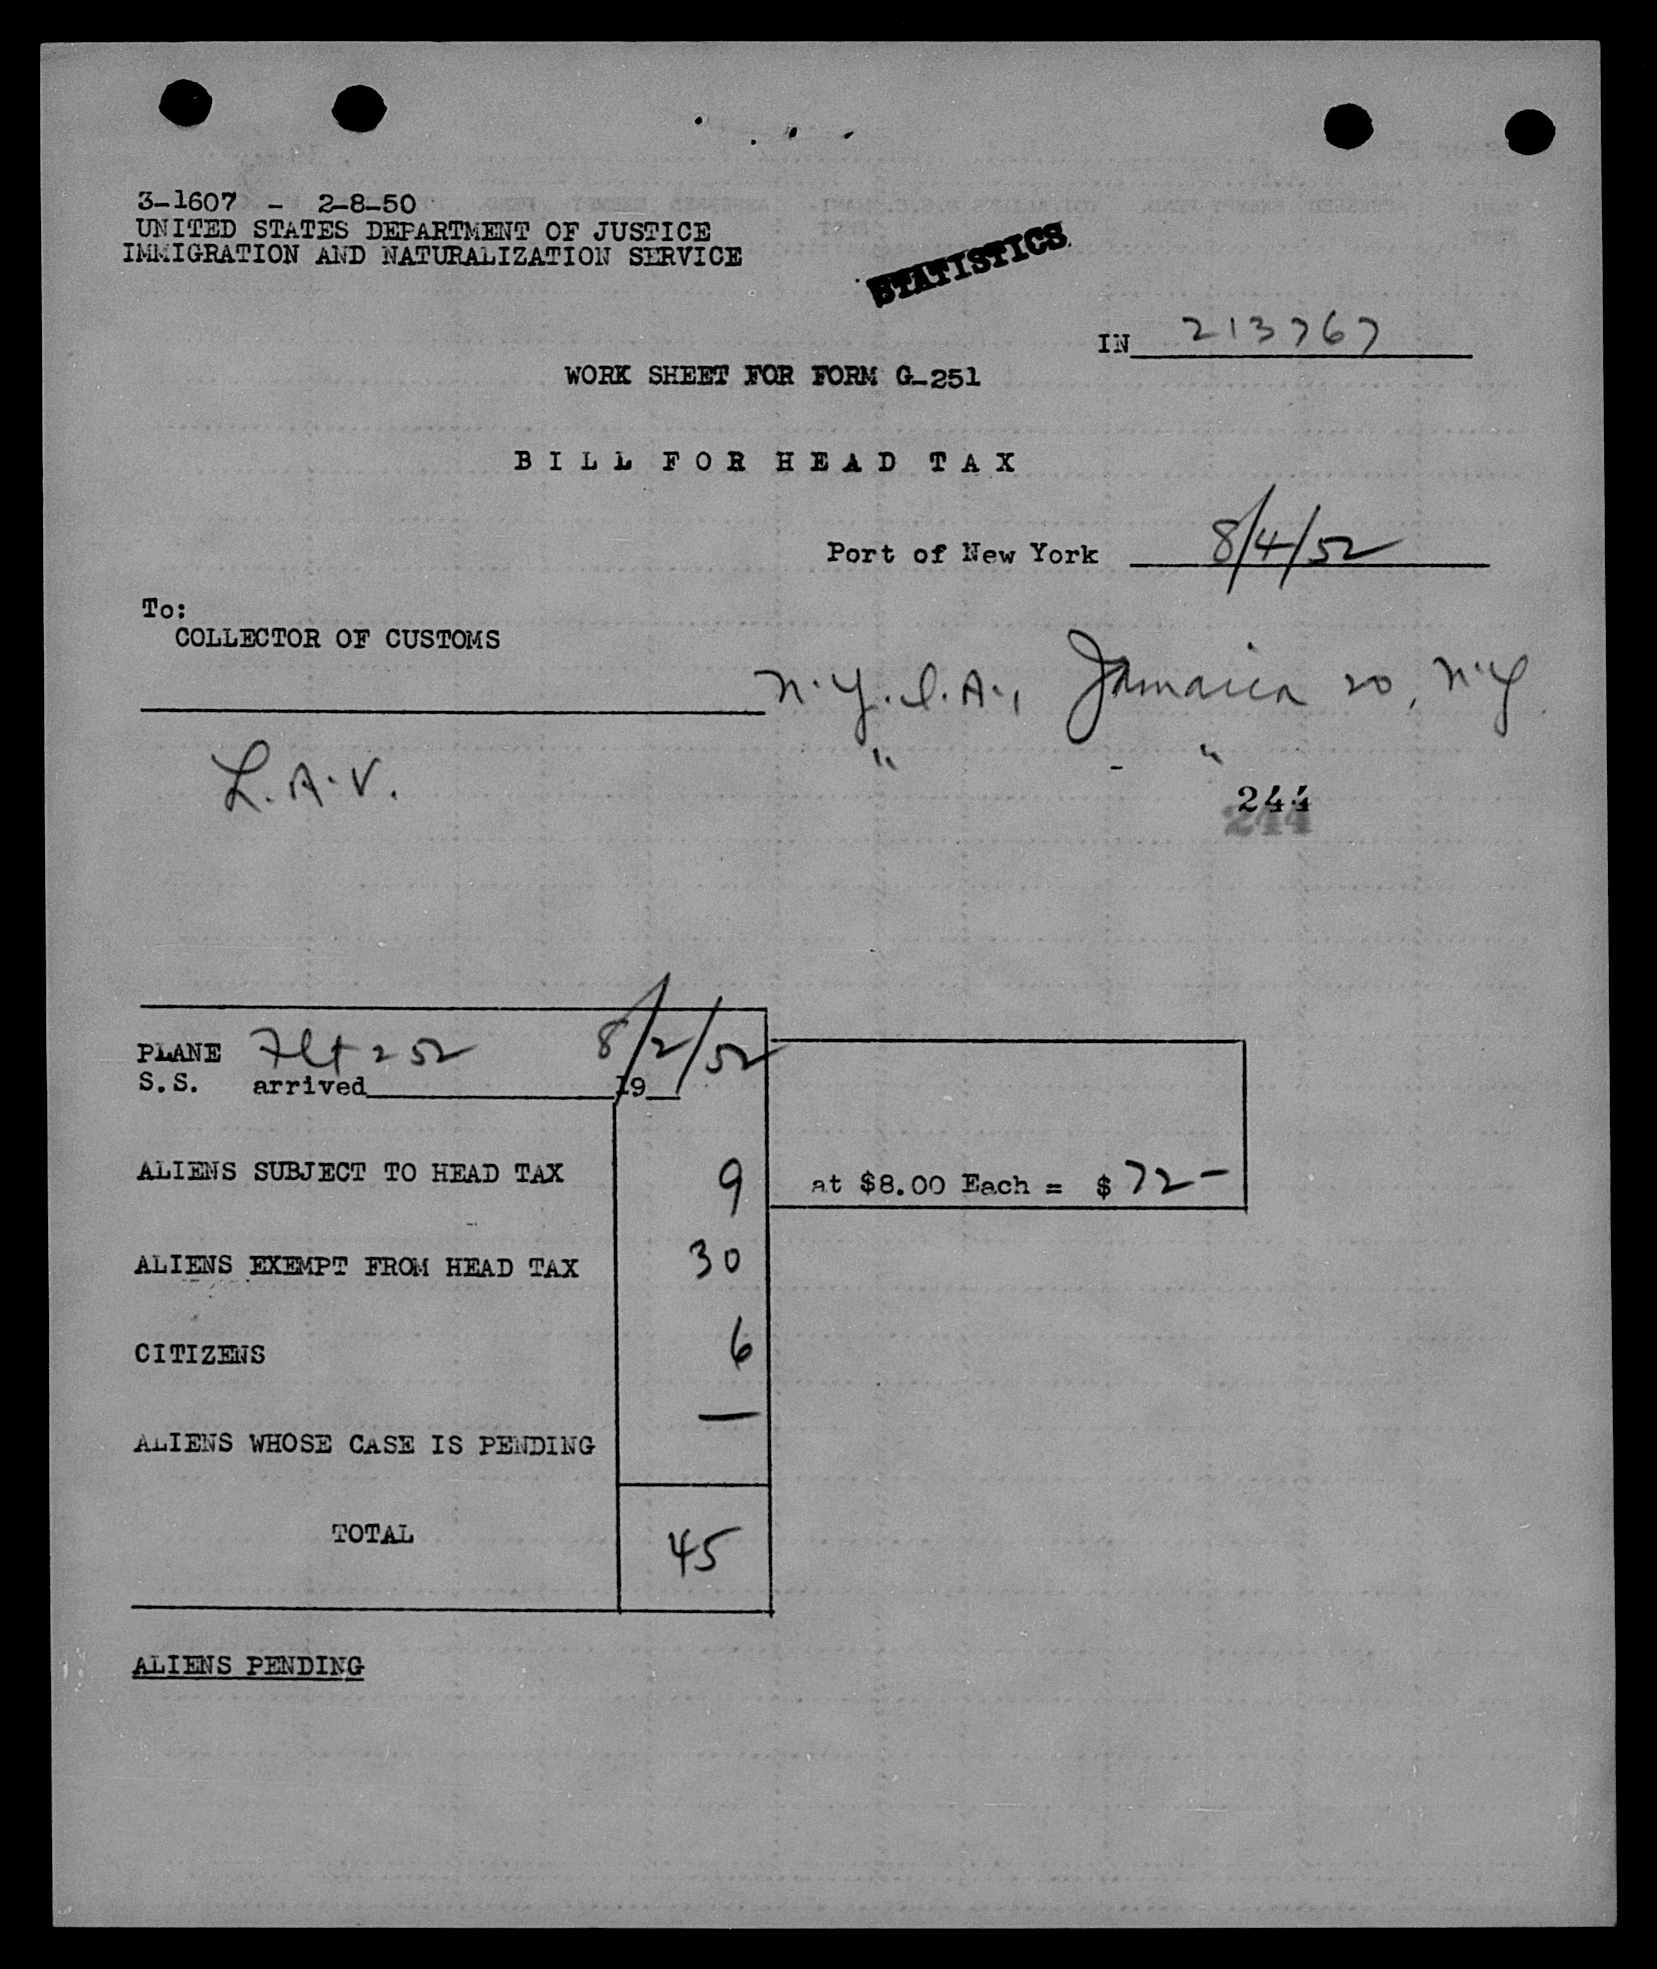 3-1607 - 2-8-50
UNITED STATES DEPARTMENT OF JUSTICE
IMMIGRATION AND NATURALIZATION SERVICE
STATISTICS
IN 213767
WORK SHEET FOR FORM G-251
BILL FOR HEAD TAX
Port of New York 8/4/52
To:
COLLECTOR OF CUSTOMS
N.Y.I.A., Jamaica 20, N.Y.
L.A.V. " - "
244
PLANE Flt 252 8/2/52
S.S. arrived 19
ALIENS SUBJECT TO HEAD TAX 9 at $8.00 Each = $ 72-
ALIENS EXEMPT FROM HEAD TAX 30
CITIZENS 6
ALIENS WHOSE CASE IS PENDING —
TOTAL 45
ALIENS PENDING